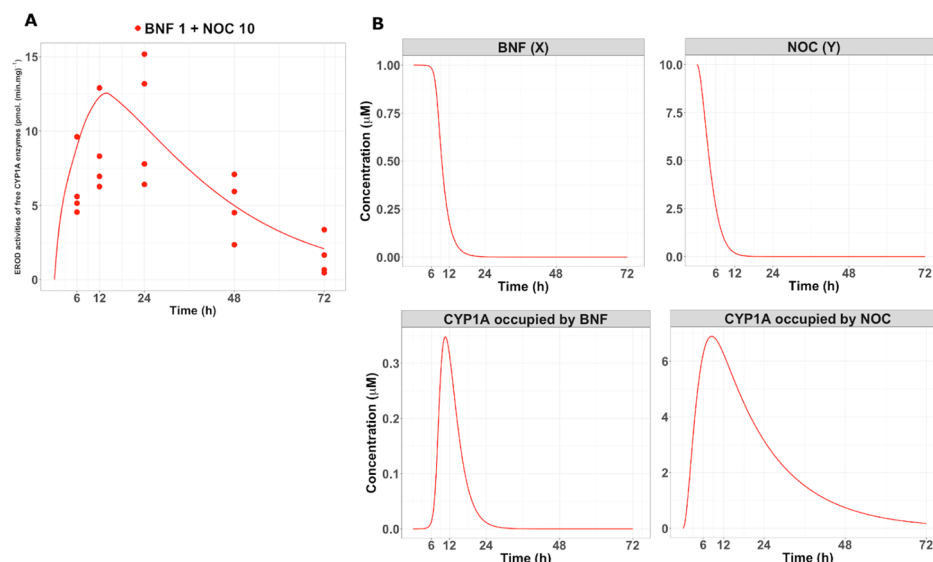 A
BNF 1 + NOC 10
EROD activities of free CYP1A enzymes (pmol. (min.mg)⁻¹)
15
10
5
0
6 12 24 48 72
Time (h)
B
BNF (X)
Concentration (µM)
1.00
0.75
0.50
0.25
0.00
6 12 24 48 72
Time (h)
NOC (Y)
10.0
7.5
5.0
2.5
0.0
6 12 24 48 72
Time (h)
CYP1A occupied by BNF
Concentration (µM)
0.3
0.2
0.1
0.0
6 12 24 48 72
Time (h)
CYP1A occupied by NOC
6
4
2
0
6 12 24 48 72
Time (h)